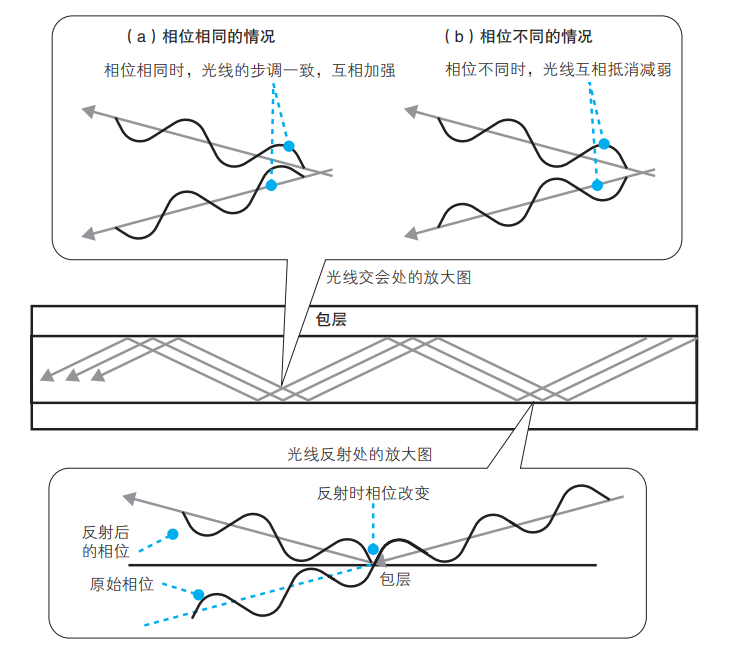 （a）相位相同的情况
（b）相位不同的情况
相位相同时，光线的步调一致，互相加强
相位不同时，光线互相抵消减弱
光线交会处的放大图
包层
光线反射处的放大图
反射时相位改变
反射后
的相位
原始相位
包层